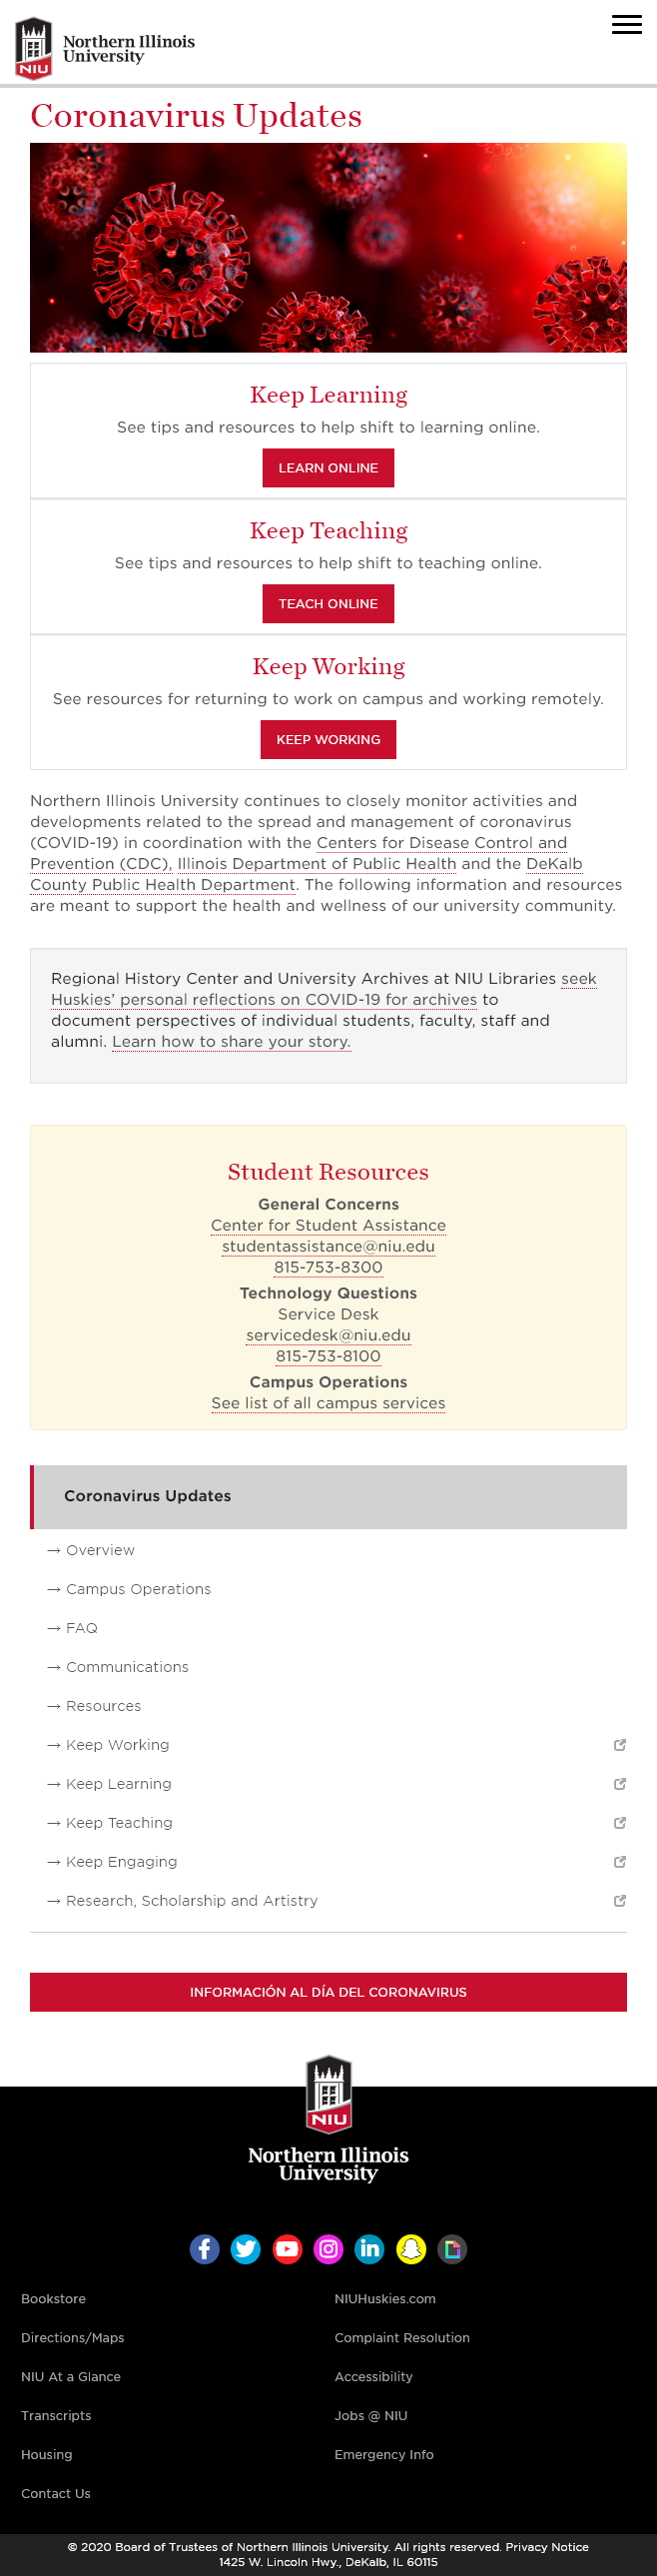 NIU
Northern Illinois
University
Coronavirus Updates
Keep Learning
See tips and resources to help shift to learning online.
LEARN ONLINE
Keep Teaching
See tips and resources to help shift to teaching online.
TEACH ONLINE
Keep Working
See resources for returning to work on campus and working remotely.
KEEP WORKING
Northern Illinois University continues to closely monitor activities and
developments related to the spread and management of coronavirus
(COVID-19) in coordination with the Centers for Disease Control and
Prevention (CDC), Illinois Department of Public Health and the DeKalb
County Public Health Department. The following information and resources
are meant to support the health and wellness of our university community.
Regional History Center and University Archives at NIU Libraries seek
Huskies’ personal reflections on COVID-19 for archives to
document perspectives of individual students, faculty, staff and
alumni. Learn how to share your story.
Student Resources
General Concerns
Center for Student Assistance
studentassistance@niu.edu
815-753-8300
Technology Questions
Service Desk
servicedesk@niu.edu
815-753-8100
Campus Operations
See list of all campus services
Coronavirus Updates
→ Overview
→ Campus Operations
→ FAQ
→ Communications
→ Resources
→ Keep Working
→ Keep Learning
→ Keep Teaching
→ Keep Engaging
→ Research, Scholarship and Artistry
INFORMACIÓN AL DÍA DEL CORONAVIRUS
NIU
Northern Illinois
University
Bookstore
NIUHuskies.com
Directions/Maps
Complaint Resolution
NIU At a Glance
Accessibility
Transcripts
Jobs @ NIU
Housing
Emergency Info
Contact Us
© 2020 Board of Trustees of Northern Illinois University. All rights reserved. Privacy Notice
1425 W. Lincoln Hwy., DeKalb, IL 60115